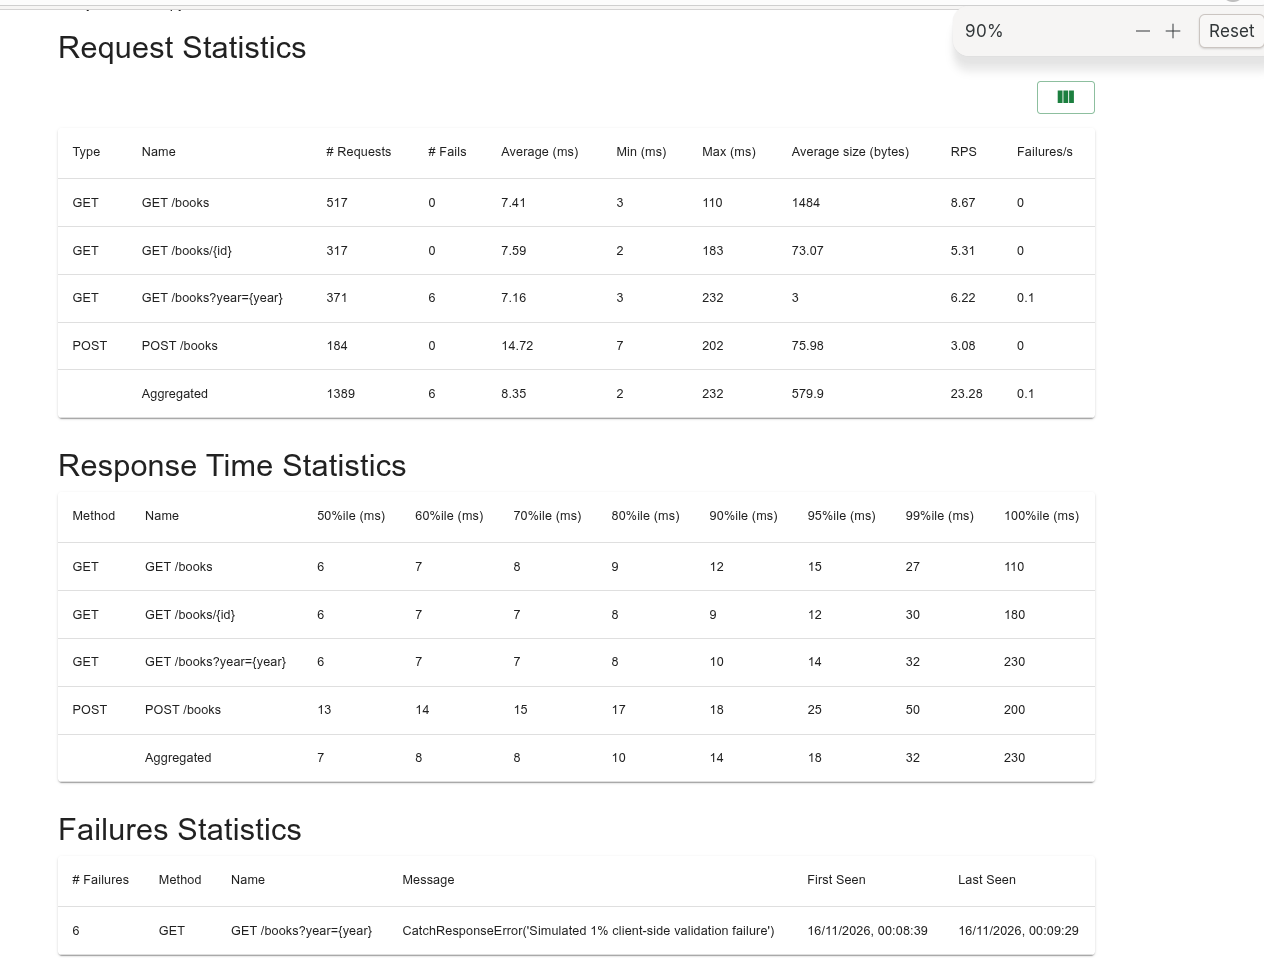 90% — + Reset
Request Statistics
Type Name # Requests # Fails Average (ms) Min (ms) Max (ms) Average size (bytes) RPS Failures/s
GET GET /books 517 0 7.41 3 110 1484 8.67 0
GET GET /books/{id} 317 0 7.59 2 183 73.07 5.31 0
GET GET /books?year={year} 371 6 7.16 3 232 3 6.22 0.1
POST POST /books 184 0 14.72 7 202 75.98 3.08 0
Aggregated 1389 6 8.35 2 232 579.9 23.28 0.1
Response Time Statistics
Method Name 50%ile (ms) 60%ile (ms) 70%ile (ms) 80%ile (ms) 90%ile (ms) 95%ile (ms) 99%ile (ms) 100%ile (ms)
GET GET /books 6 7 8 9 12 15 27 110
GET GET /books/{id} 6 7 7 8 9 12 30 180
GET GET /books?year={year} 6 7 7 8 10 14 32 230
POST POST /books 13 14 15 17 18 25 50 200
Aggregated 7 8 8 10 14 18 32 230
Failures Statistics
# Failures Method Name Message First Seen Last Seen
6 GET GET /books?year={year} CatchResponseError('Simulated 1% client-side validation failure') 16/11/2026, 00:08:39 16/11/2026, 00:09:29